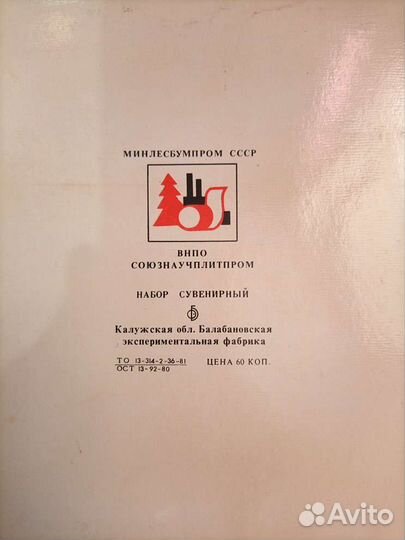 МИНЛЕСБУМПРОМ СССР
ВНПО
СОЮЗНАУЧПЛИТПРОМ
НАБОР СУВЕНИРНЫЙ
Калужская обл. Балабановская
экспериментальная фабрика
ТО 13-314-2-36-81
ОСТ 13-92-80
ЦЕНА 60 КОП.
Avito